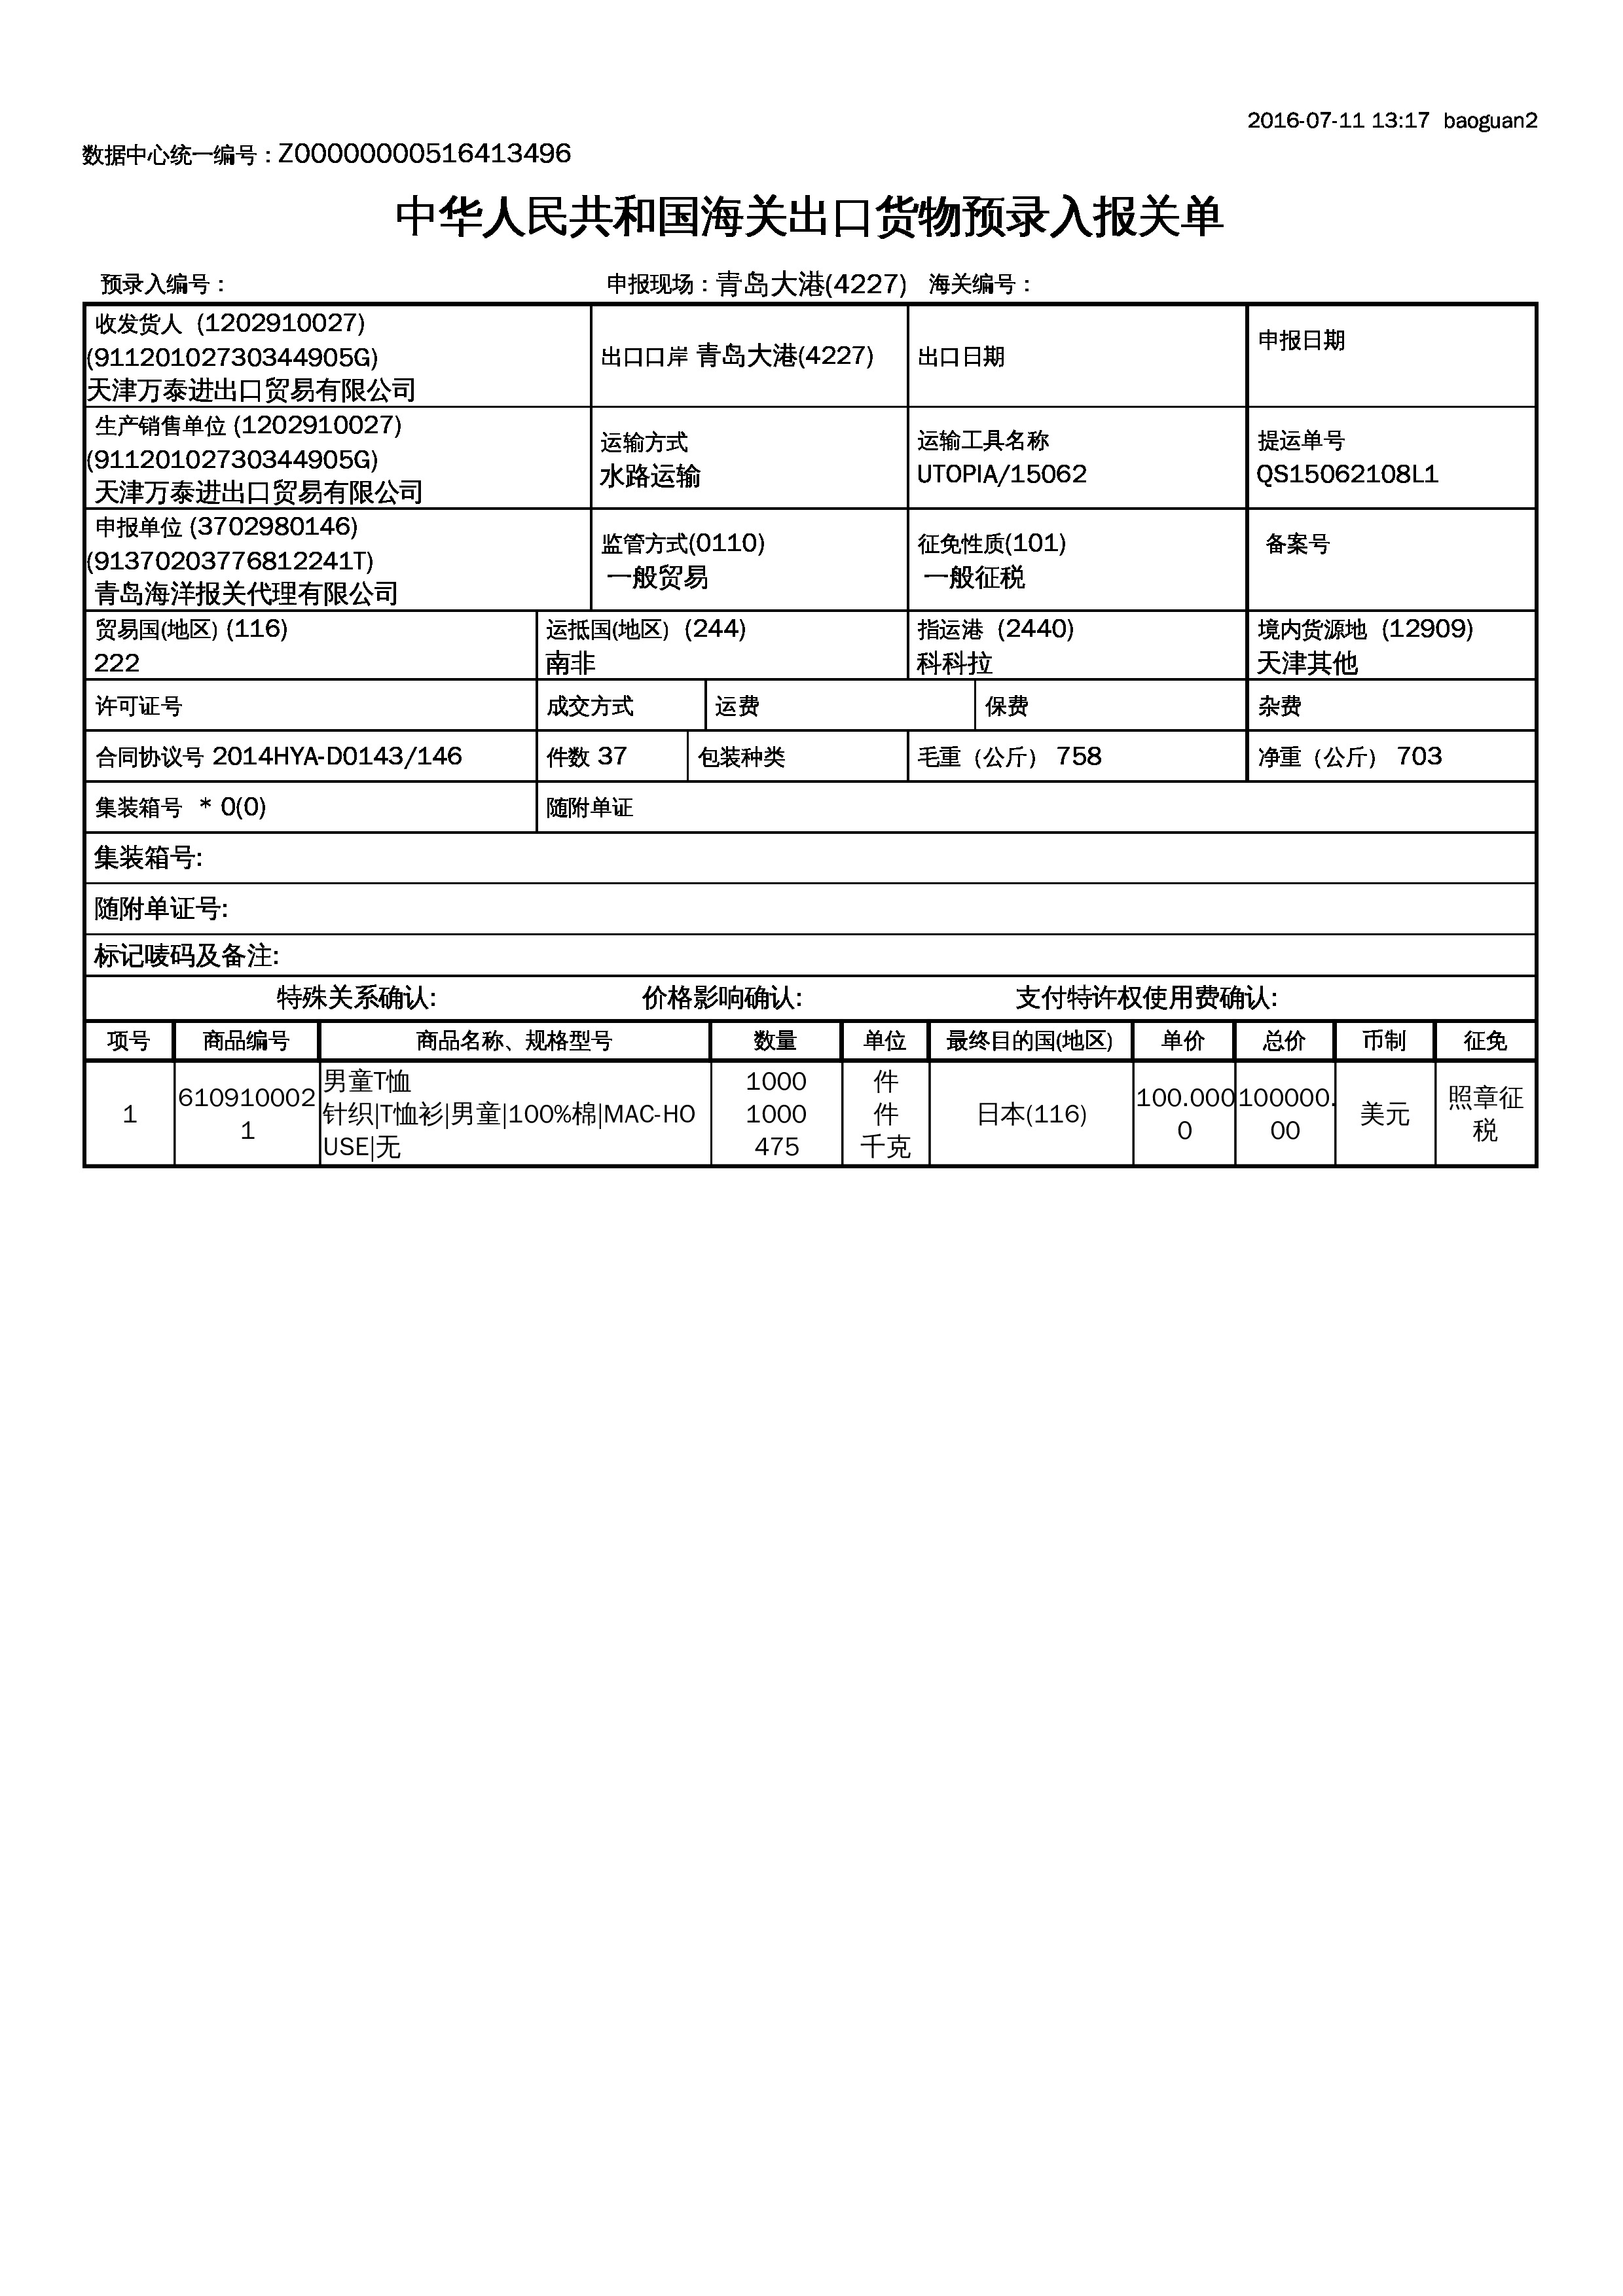 2016-07-11 13:17 baoguan2
数据中心统一编号：Z00000000516413496
中华人民共和国海关出口货物预录入报关单
预录入编号： 申报现场：青岛大港(4227) 海关编号：
收发货人 (1202910027)
(91120102730344905G)
天津万泰进出口贸易有限公司
出口口岸 青岛大港(4227)
出口日期
申报日期
生产销售单位 (1202910027)
(91120102730344905G)
天津万泰进出口贸易有限公司
运输方式
水路运输
运输工具名称
UTOPIA/15062
提运单号
QS15062108L1
申报单位 (3702980146)
(91370203776812241T)
青岛海洋报关代理有限公司
监管方式(0110)
一般贸易
征免性质(101)
一般征税
备案号
贸易国(地区) (116)
222
运抵国(地区) (244)
南非
指运港 (2440)
科科拉
境内货源地 (12909)
天津其他
许可证号
成交方式
运费
保费
杂费
合同协议号 2014HYA-D0143/146
件数 37
包装种类
毛重（公斤） 758
净重（公斤） 703
集装箱号 * 0(0)
随附单证
集装箱号:
随附单证号:
标记唛码及备注:
特殊关系确认: 价格影响确认: 支付特许权使用费确认:
项号 商品编号 商品名称、规格型号 数量 单位 最终目的国(地区) 单价 总价 币制 征免
1
610910002
1
男童T恤
针织|T恤衫|男童|100%棉|MAC-HO
USE|无
1000
1000
475
件
件
千克
日本(116)
100.000
0
100000.
00
美元
照章征
税